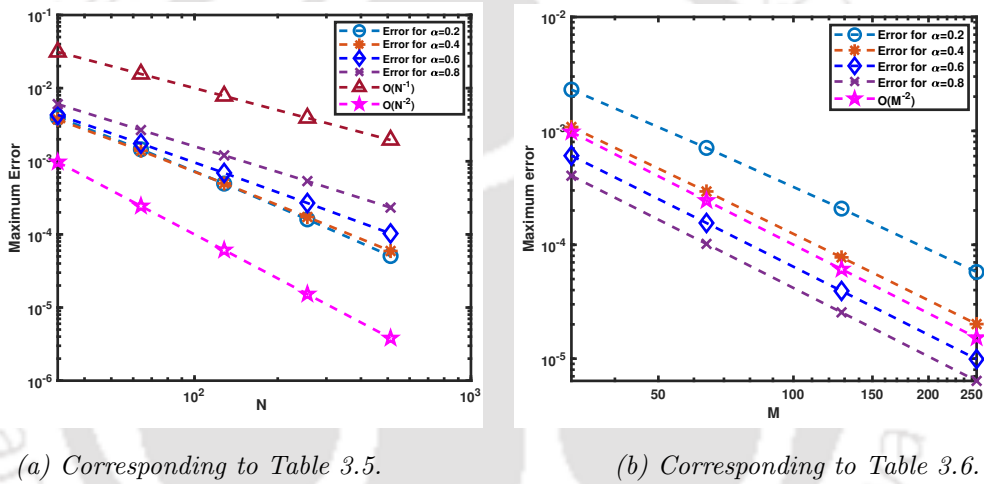 10^-1
10^-2
10^-3
10^-4
10^-5
10^-6
Maximum Error
10^2
10^3
N
Error for α=0.2
Error for α=0.4
Error for α=0.6
Error for α=0.8
O(N^-1)
O(N^-2)
10^-2
10^-3
10^-4
10^-5
Maximum error
50
100
150
200
250
M
Error for α=0.2
Error for α=0.4
Error for α=0.6
Error for α=0.8
O(M^-2)
(a) Corresponding to Table 3.5.
(b) Corresponding to Table 3.6.